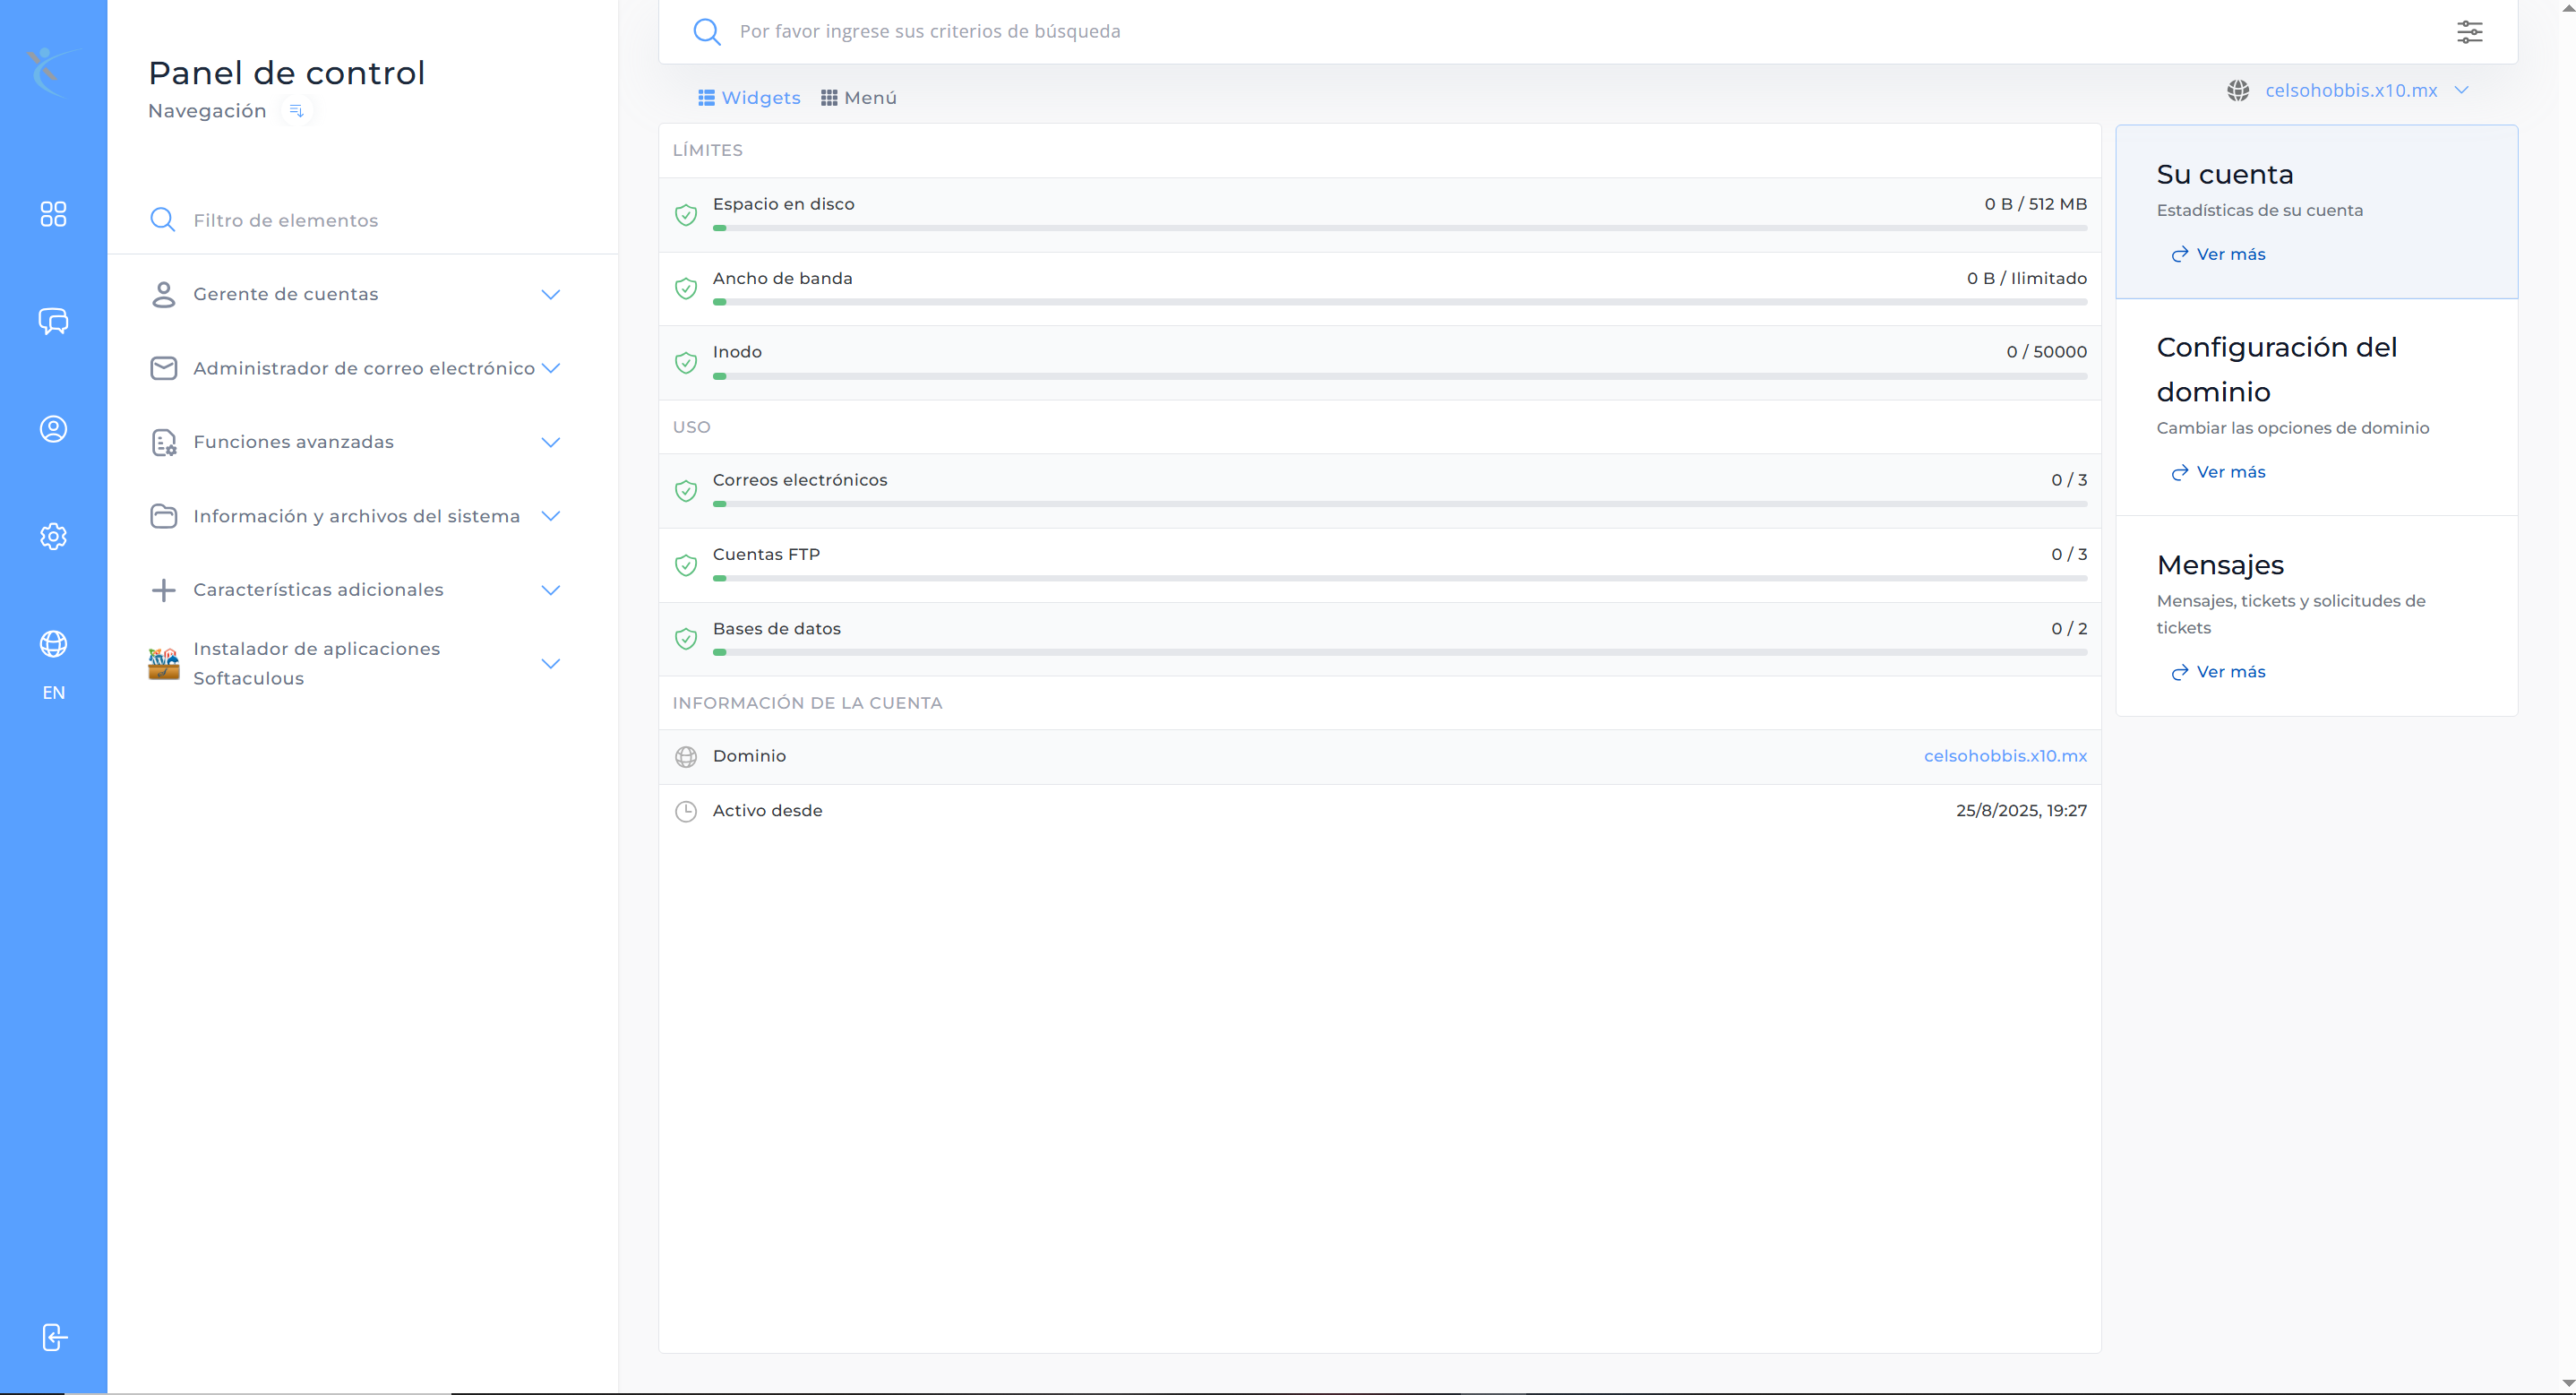 Panel de control
Navegación
Filtro de elementos
Gerente de cuentas
Administrador de correo electrónico
Funciones avanzadas
Información y archivos del sistema
Características adicionales
Instalador de aplicaciones
Softaculous
EN
Por favor ingrese sus criterios de búsqueda
Widgets Menú
celsohobbis.x10.mx
LÍMITES
Espacio en disco 0 B / 512 MB
Ancho de banda 0 B / Ilimitado
Inodo 0 / 50000
USO
Correos electrónicos 0 / 3
Cuentas FTP 0 / 3
Bases de datos 0 / 2
INFORMACIÓN DE LA CUENTA
Dominio celsohobbis.x10.mx
Activo desde 25/8/2025, 19:27
Su cuenta
Estadísticas de su cuenta
Ver más
Configuración del
dominio
Cambiar las opciones de dominio
Ver más
Mensajes
Mensajes, tickets y solicitudes de
tickets
Ver más